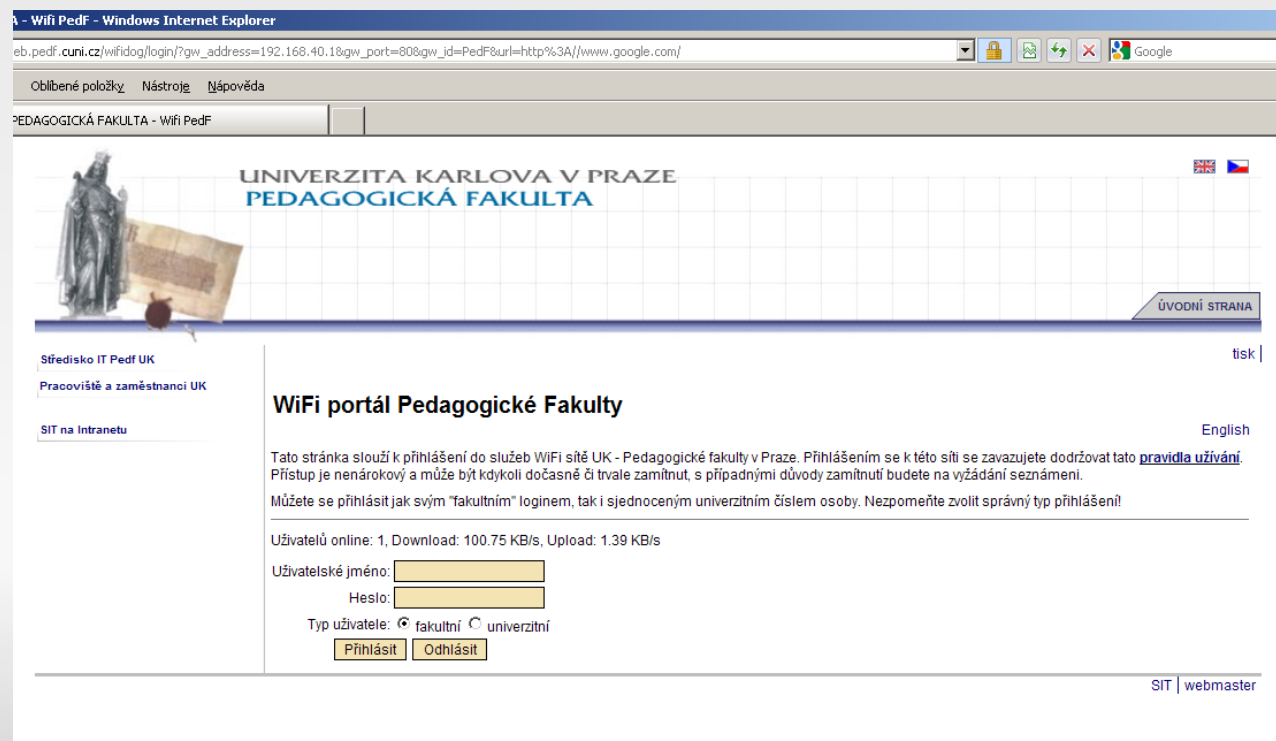 - Wifi PedF - Windows Internet Explorer
eb.pedf.cuni.cz/wifidog/login/?gw_address=192.168.40.1&gw_port=80&gw_id=PedF&url=http%3A//www.google.com/
Google
Oblíbené položky Nástroje Nápověda
PEDAGOGICKÁ FAKULTA - Wifi PedF
UNIVERZITA KARLOVA V PRAZE
PEDAGOGICKÁ FAKULTA
ÚVODNÍ STRANA
Středisko IT Pedf UK
Pracoviště a zaměstnanci UK
SIT na Intranetu
tisk |
WiFi portál Pedagogické Fakulty
English
Tato stránka slouží k přihlášení do služeb WiFi sítě UK - Pedagogické fakulty v Praze. Přihlášením se k této síti se zavazujete dodržovat tato pravidla užívání.
Přístup je nenárokový a může být kdykoli dočasně či trvale zamítnut, s případnými důvody zamítnutí budete na vyžádání seznámeni.
Můžete se přihlásit jak svým "fakultním" loginem, tak i sjednoceným univerzitním číslem osoby. Nezpomeňte zvolit správný typ přihlášení!
Uživatelů online: 1, Download: 100.75 KB/s, Upload: 1.39 KB/s
Uživatelské jméno:
Heslo:
Typ uživatele: fakultní univerzitní
Přihlásit Odhlásit
SIT | webmaster